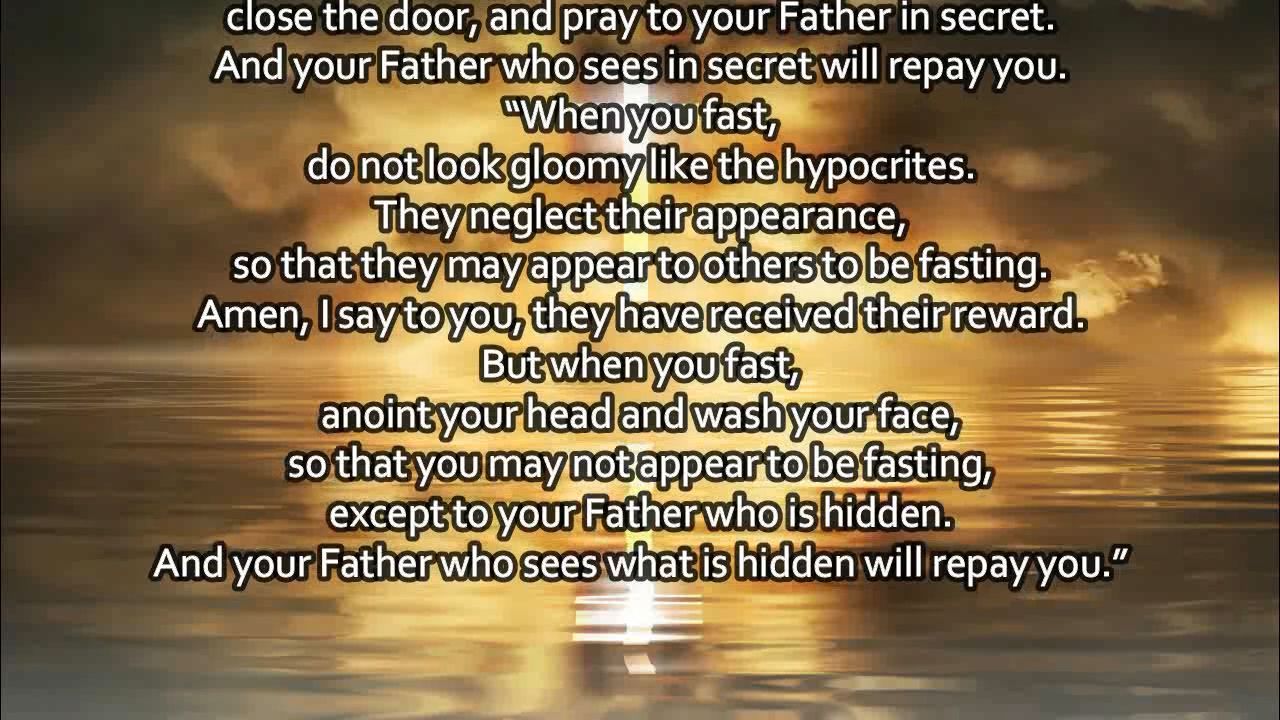 close the door, and pray to your Father in secret.
And your Father who sees in secret will repay you.
“When you fast,
do not look gloomy like the hypocrites.
They neglect their appearance,
so that they may appear to others to be fasting.
Amen, I say to you, they have received their reward.
But when you fast,
anoint your head and wash your face,
so that you may not appear to be fasting,
except to your Father who is hidden.
And your Father who sees what is hidden will repay you.”